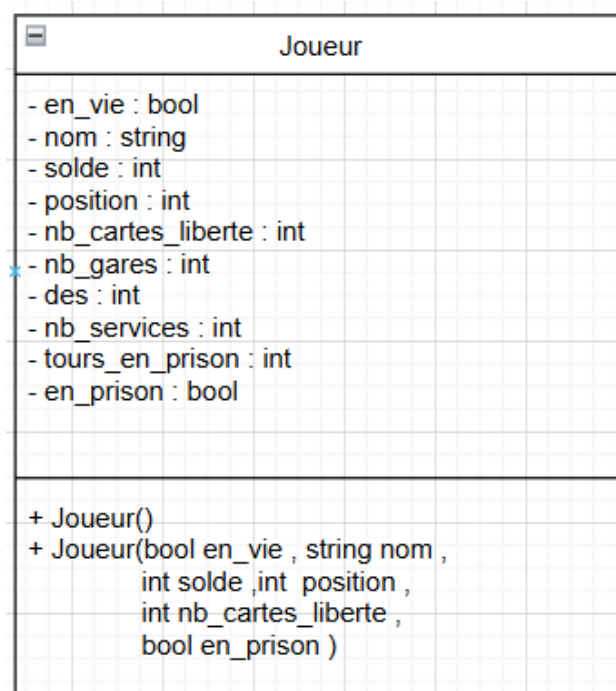 Joueur
- en_vie : bool
- nom : string
- solde : int
- position : int
- nb_cartes_liberte : int
- nb_gares : int
- des : int
- nb_services : int
- tours_en_prison : int
- en_prison : bool
+ Joueur()
+ Joueur(bool en_vie , string nom ,
int solde ,int  position ,
int nb_cartes_liberte ,
bool en_prison )